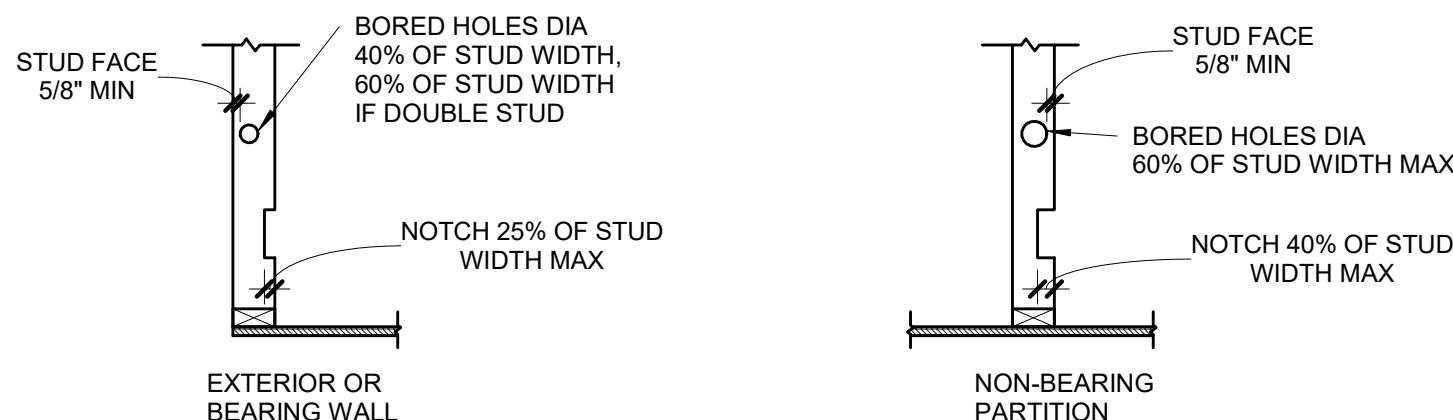 STUD FACE
5/8" MIN
BORED HOLES DIA
40% OF STUD WIDTH,
60% OF STUD WIDTH
IF DOUBLE STUD
NOTCH 25% OF STUD
WIDTH MAX
EXTERIOR OR
BEARING WALL
STUD FACE
5/8" MIN
BORED HOLES DIA
60% OF STUD WIDTH MAX
NOTCH 40% OF STUD
WIDTH MAX
NON-BEARING
PARTITION